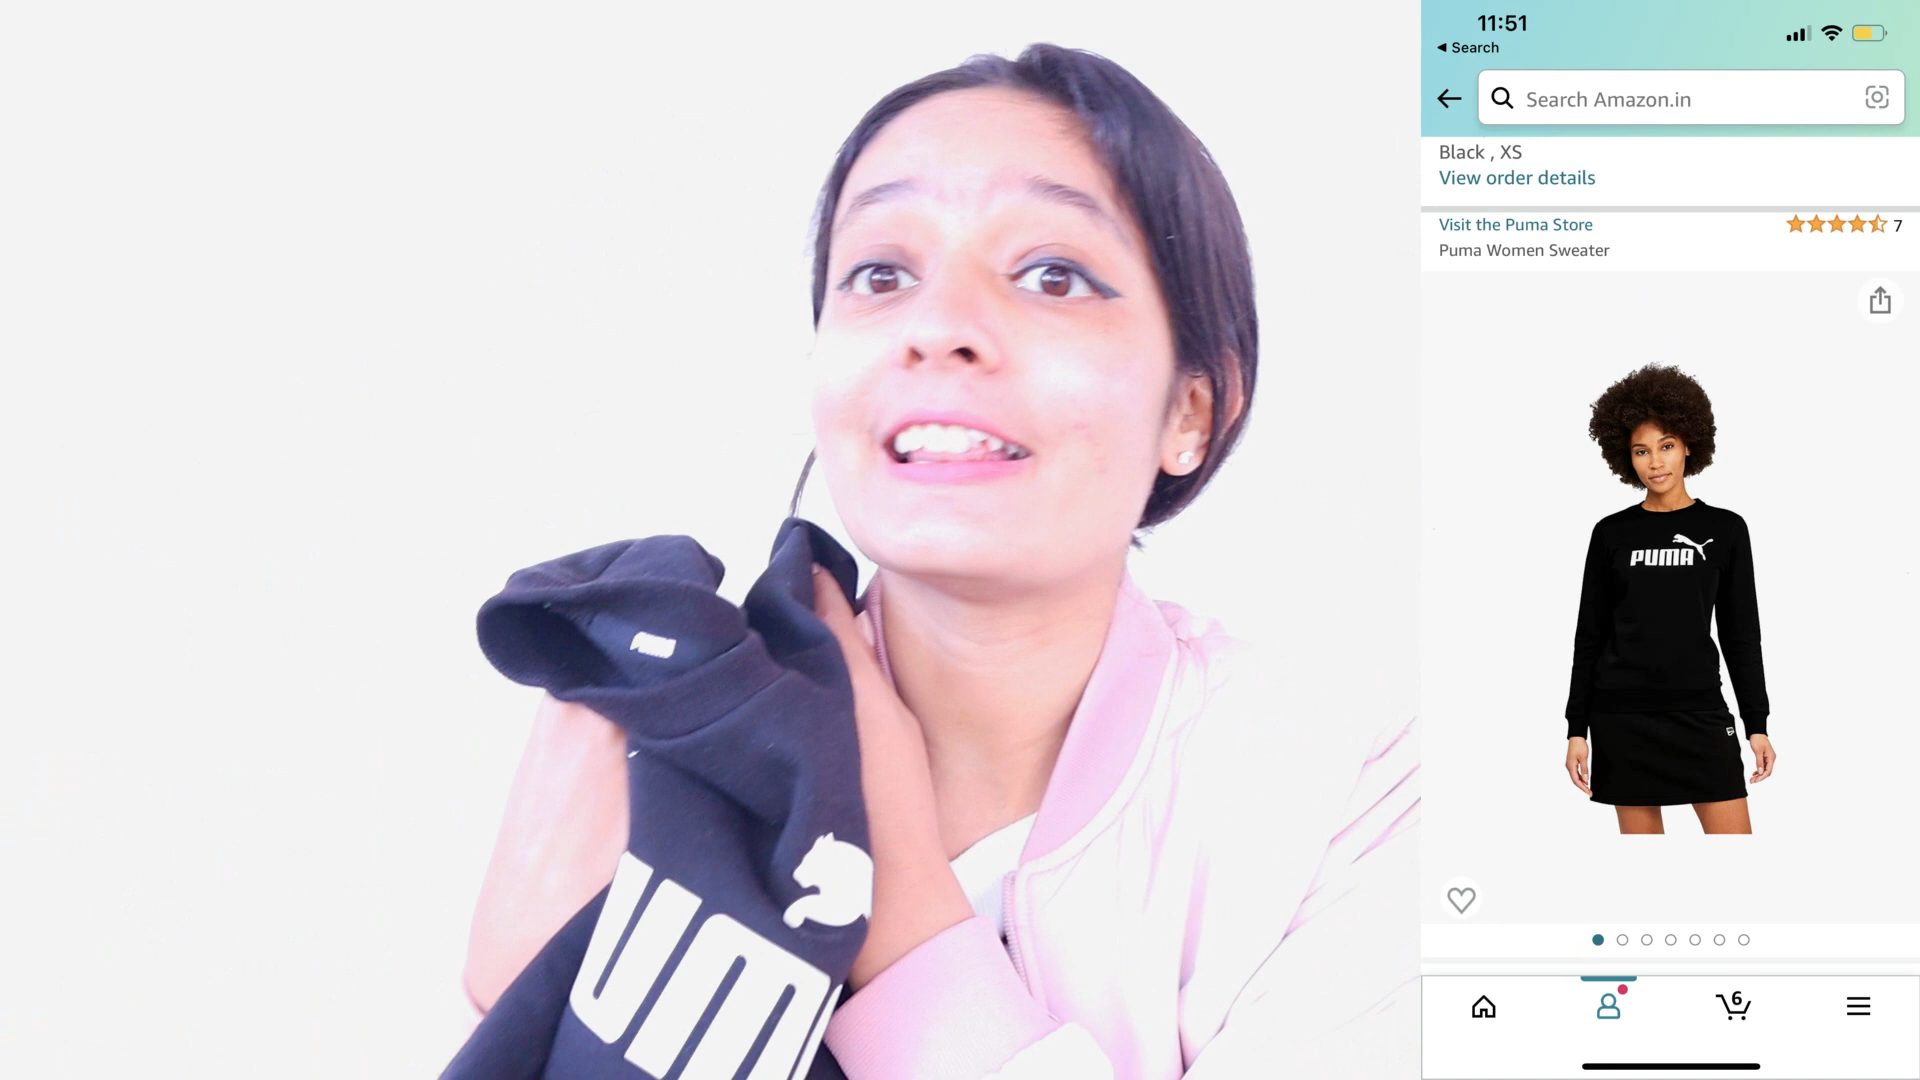 11:51
Search
Search Amazon.in
Black , XS
View order details
Visit the Puma Store
7
Puma Women Sweater
PUMA
6
UM